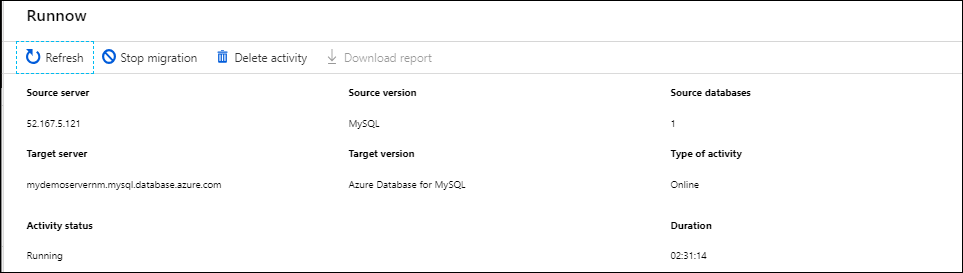 Runnow
Refresh Stop migration Delete activity Download report
Source server Source version Source databases
52.167.5.121 MySQL 1
Target server Target version Type of activity
mydemoservernm.mysql.database.azure.com Azure Database for MySQL Online
Activity status Duration
Running 02:31:14